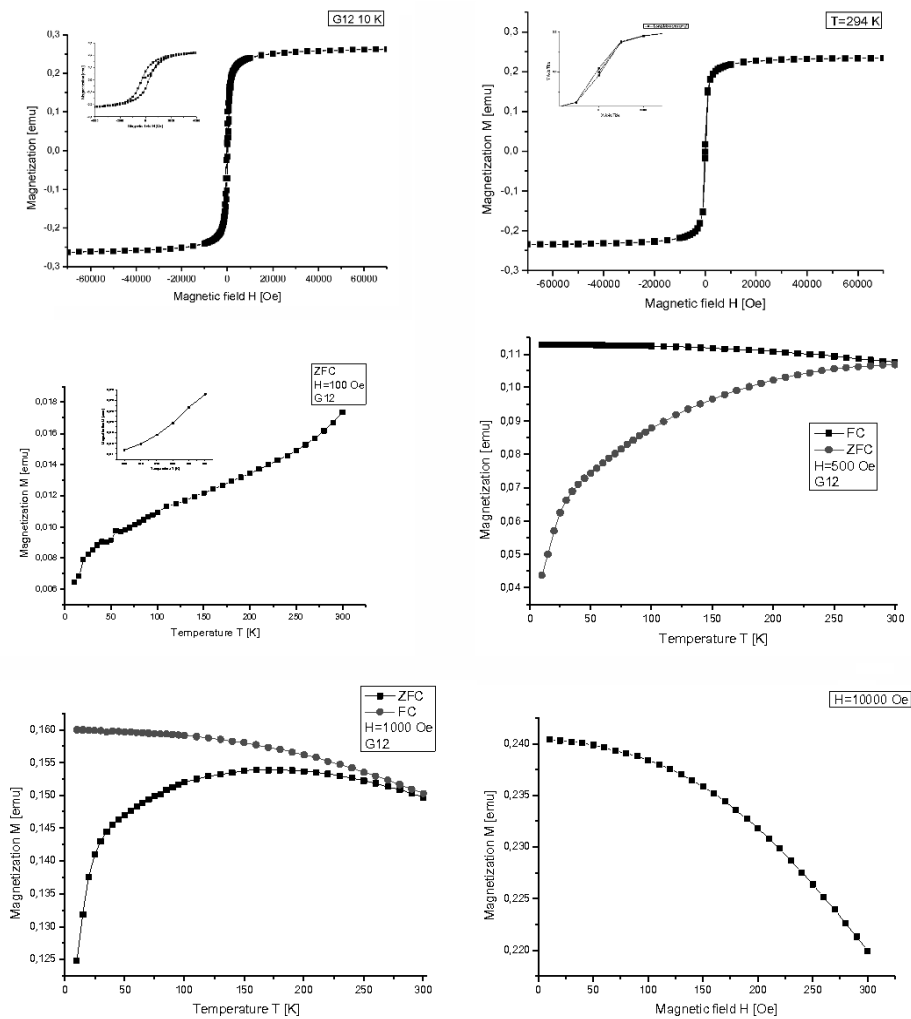 G12 10 K
0,3
0,2
0,1
0,0
-0,1
-0,2
-0,3
Magnetization [emu]
-60000 -40000 -20000 0 20000 40000 60000
Magnetic field H [Oe]
T=294 K
0,3
0,2
0,1
0,0
-0,1
-0,2
-0,3
Magnetization M [emu]
-60000 -40000 -20000 0 20000 40000 60000
Magnetic field H [Oe]
ZFC
H=100 Oe
G12
0,018
0,016
0,014
0,012
0,010
0,008
0,006
Magnetization M [emu]
Temperature T [K]
0 50 100 150 200 250 300
Temperature T [K]
0,11
0,10
0,09
0,08
0,07
0,06
0,05
0,04
Magnetization [emu]
FC
ZFC
H=500 Oe
G12
0 50 100 150 200 250 300
Temperature T [K]
ZFC
FC
H=1000 Oe
G12
0,160
0,155
0,150
0,145
0,140
0,135
0,130
0,125
Magnetization M [emu]
0 50 100 150 200 250 300
Temperature T [K]
H=10000 Oe
0,240
0,235
0,230
0,225
0,220
Magnetization M [emu]
0 50 100 150 200 250 300
Magnetic field H [Oe]